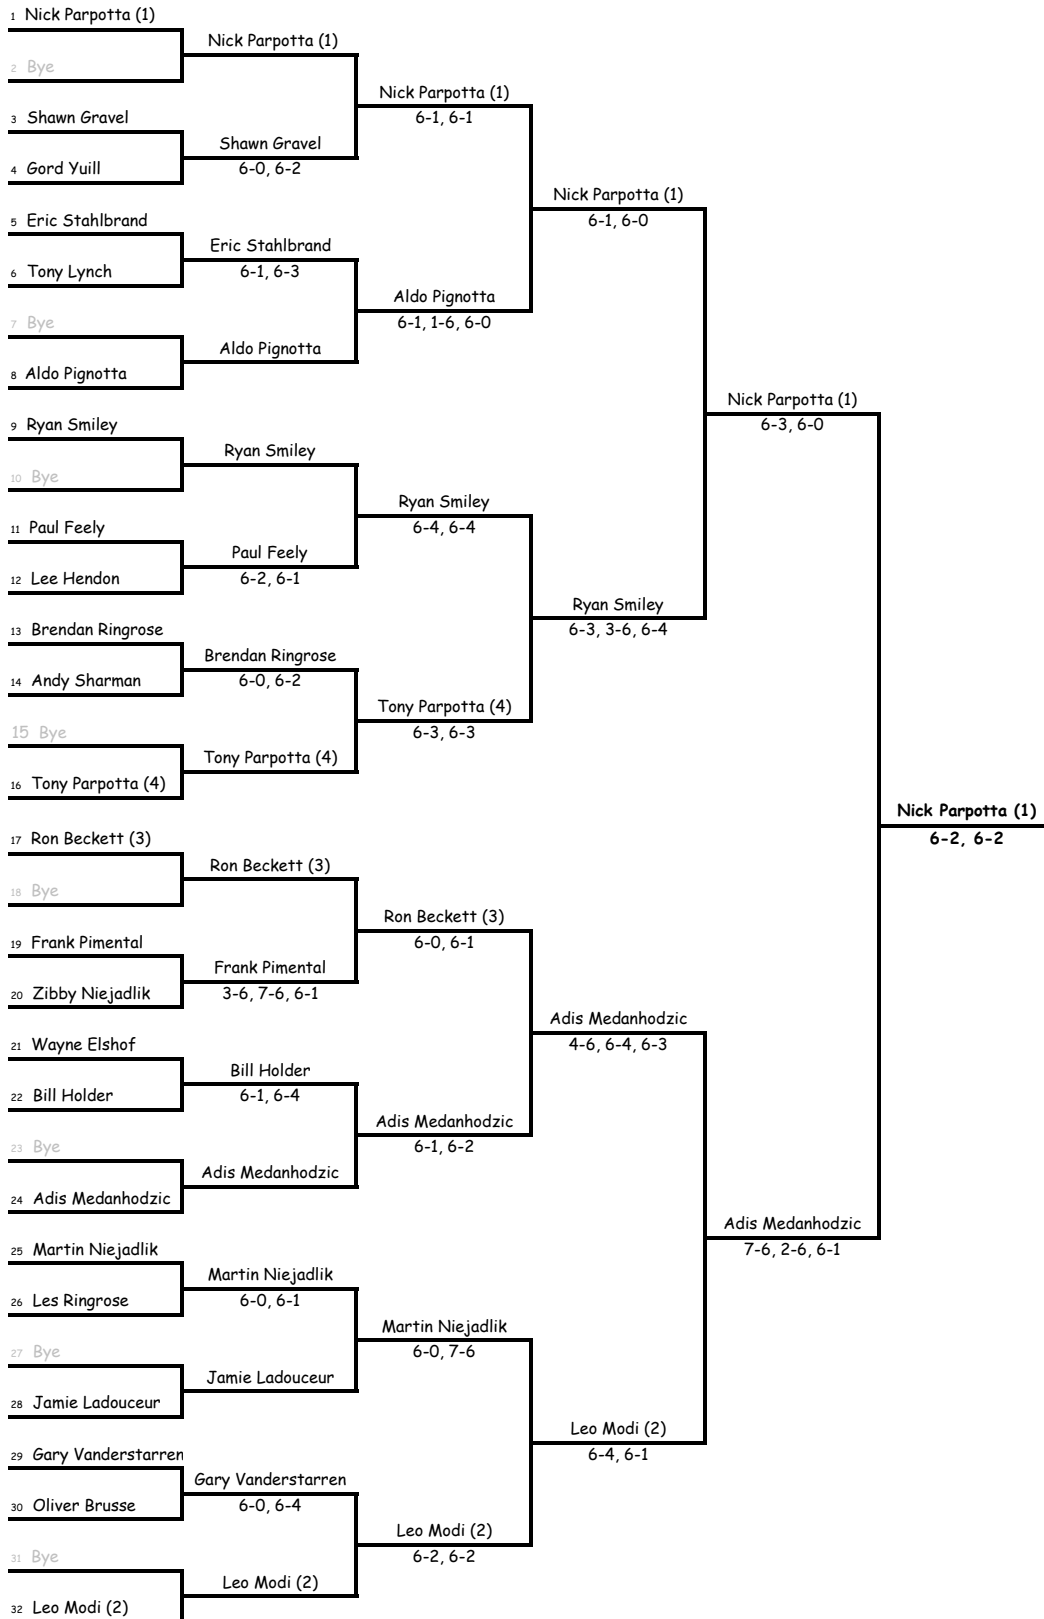 1 Nick Parpotta (1)
2 Bye
3 Shawn Gravel
4 Gord Yuill
5 Eric Stahlbrand
6 Tony Lynch
7 Bye
8 Aldo Pignotta
9 Ryan Smiley
10 Bye
11 Paul Feely
12 Lee Hendon
13 Brendan Ringrose
14 Andy Sharman
15 Bye
16 Tony Parpotta (4)
17 Ron Beckett (3)
18 Bye
19 Frank Pimental
20 Zibby Niejadlik
21 Wayne Elshof
22 Bill Holder
23 Bye
24 Adis Medanhodzic
25 Martin Niejadlik
26 Les Ringrose
27 Bye
28 Jamie Ladouceur
29 Gary Vanderstarren
30 Oliver Brusse
31 Bye
32 Leo Modi (2)
Nick Parpotta (1)
Shawn Gravel
6-0, 6-2
Eric Stahlbrand
6-1, 6-3
Aldo Pignotta
Ryan Smiley
Paul Feely
6-2, 6-1
Brendan Ringrose
6-0, 6-2
Tony Parpotta (4)
Ron Beckett (3)
Frank Pimental
3-6, 7-6, 6-1
Bill Holder
6-1, 6-4
Adis Medanhodzic
Martin Niejadlik
6-0, 6-1
Jamie Ladouceur
Gary Vanderstarren
6-0, 6-4
Leo Modi (2)
Nick Parpotta (1)
6-1, 6-1
Aldo Pignotta
6-1, 1-6, 6-0
Ryan Smiley
6-4, 6-4
Tony Parpotta (4)
6-3, 6-3
Ron Beckett (3)
6-0, 6-1
Adis Medanhodzic
6-1, 6-2
Martin Niejadlik
6-0, 7-6
Leo Modi (2)
6-2, 6-2
Nick Parpotta (1)
6-1, 6-0
Ryan Smiley
6-3, 3-6, 6-4
Adis Medanhodzic
4-6, 6-4, 6-3
Leo Modi (2)
6-4, 6-1
Nick Parpotta (1)
6-3, 6-0
Adis Medanhodzic
7-6, 2-6, 6-1
Nick Parpotta (1)
6-2, 6-2